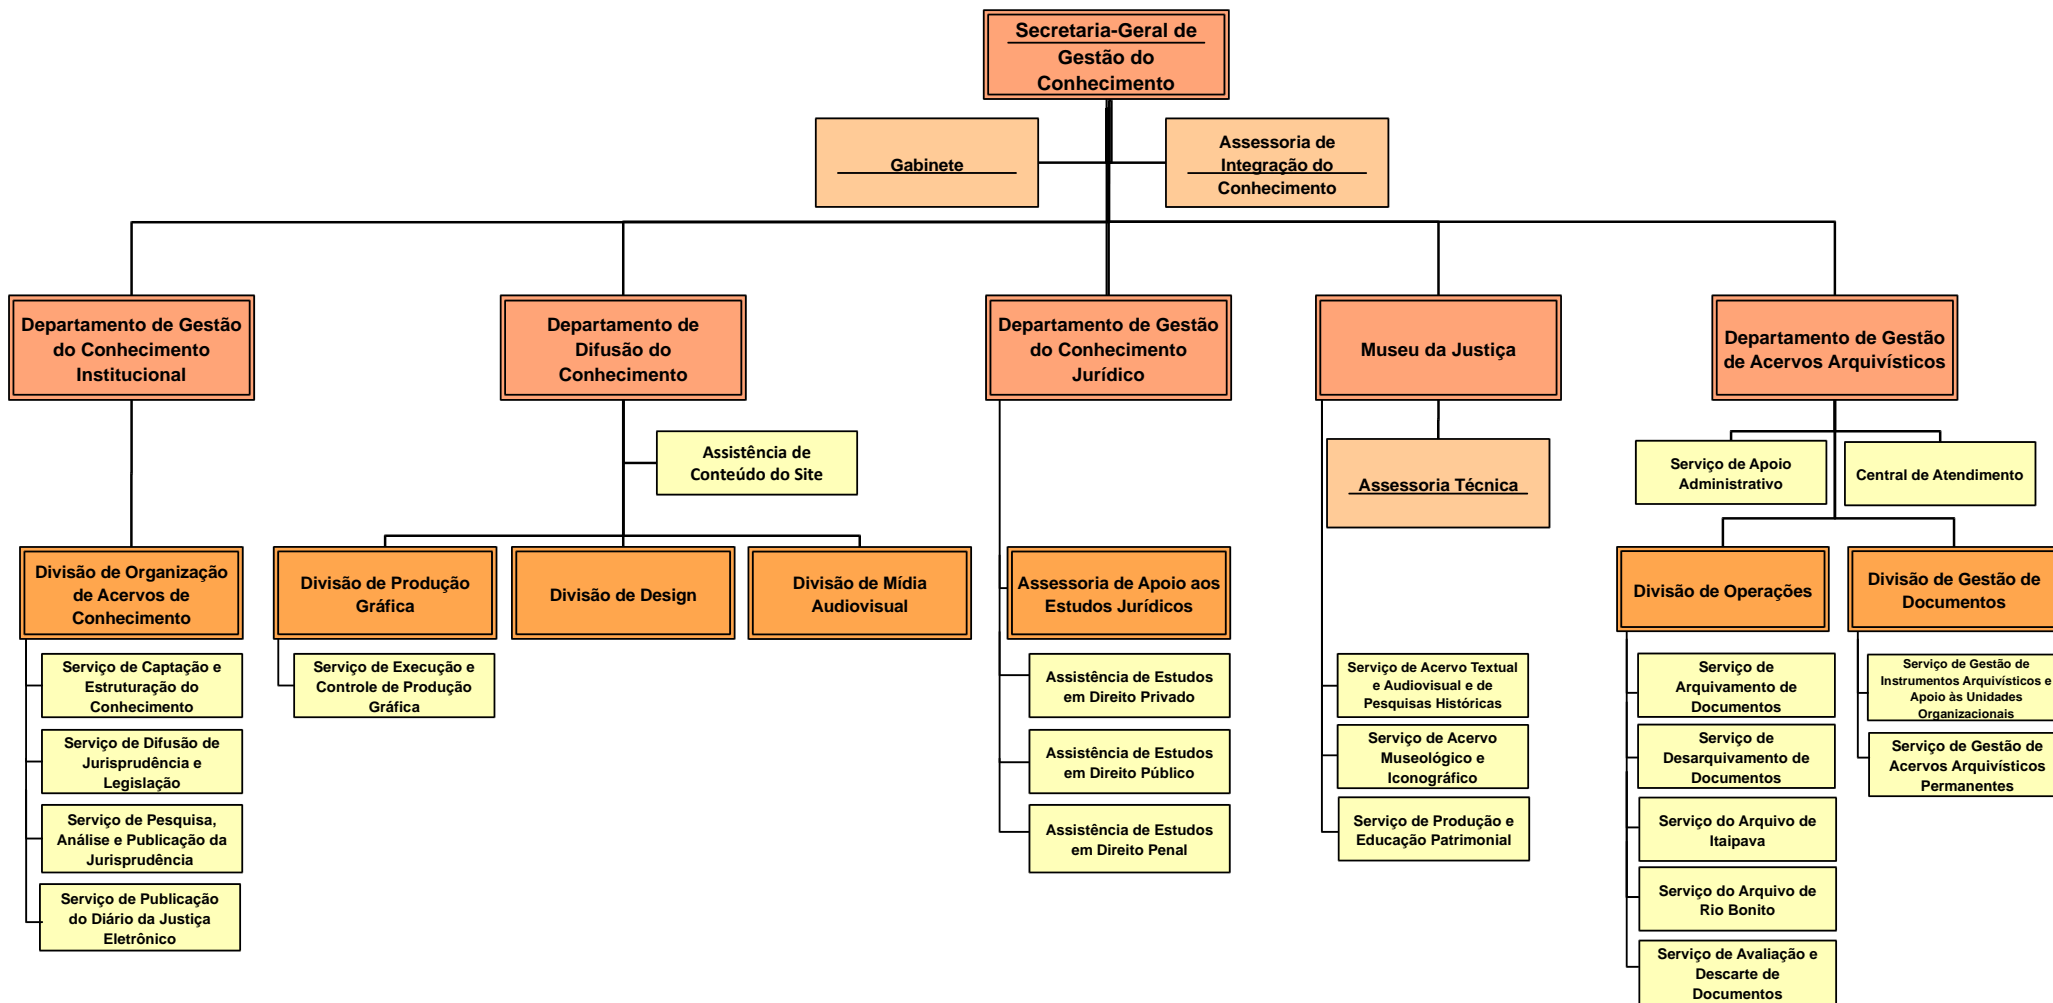 Secretaria-Geral de
Gestão do
Conhecimento
Gabinete
Assessoria de
Integração do
Conhecimento
Departamento de Gestão
do Conhecimento
Institucional
Departamento de
Difusão do
Conhecimento
Departamento de Gestão
do Conhecimento
Jurídico
Museu da Justiça
Departamento de Gestão
de Acervos Arquivísticos
Assistência de
Conteúdo do Site
Assessoria Técnica
Serviço de Apoio
Administrativo
Central de Atendimento
Divisão de Organização
de Acervos de
Conhecimento
Divisão de Produção
Gráfica
Divisão de Design
Divisão de Mídia
Audiovisual
Assessoria de Apoio aos
Estudos Jurídicos
Divisão de Operações
Divisão de Gestão de
Documentos
Serviço de Captação e
Estruturação do
Conhecimento
Serviço de Difusão de
Jurisprudência e
Legislação
Serviço de Pesquisa,
Análise e Publicação da
Jurisprudência
Serviço de Publicação
do Diário da Justiça
Eletrônico
Serviço de Execução e
Controle de Produção
Gráfica
Assistência de Estudos
em Direito Privado
Assistência de Estudos
em Direito Público
Assistência de Estudos
em Direito Penal
Serviço de Acervo Textual
e Audiovisual e de
Pesquisas Históricas
Serviço de Acervo
Museológico e
Iconográfico
Serviço de Produção e
Educação Patrimonial
Serviço de
Arquivamento de
Documentos
Serviço de
Desarquivamento de
Documentos
Serviço do Arquivo de
Itaipava
Serviço do Arquivo de
Rio Bonito
Serviço de Avaliação e
Descarte de
Documentos
Serviço de Gestão de
Instrumentos Arquivísticos e
Apoio às Unidades
Organizacionais
Serviço de Gestão de
Acervos Arquivísticos
Permanentes